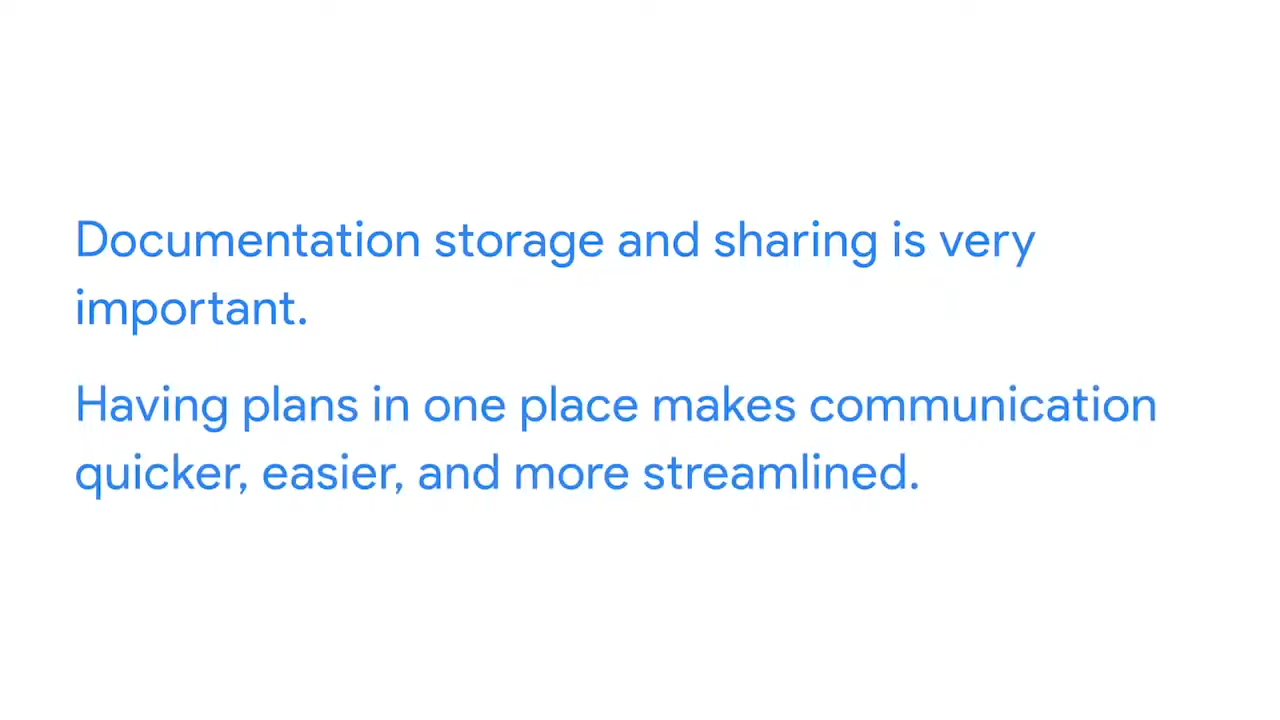 Documentation storage and sharing is very
important.
Having plans in one place makes communication
quicker, easier, and more streamlined.